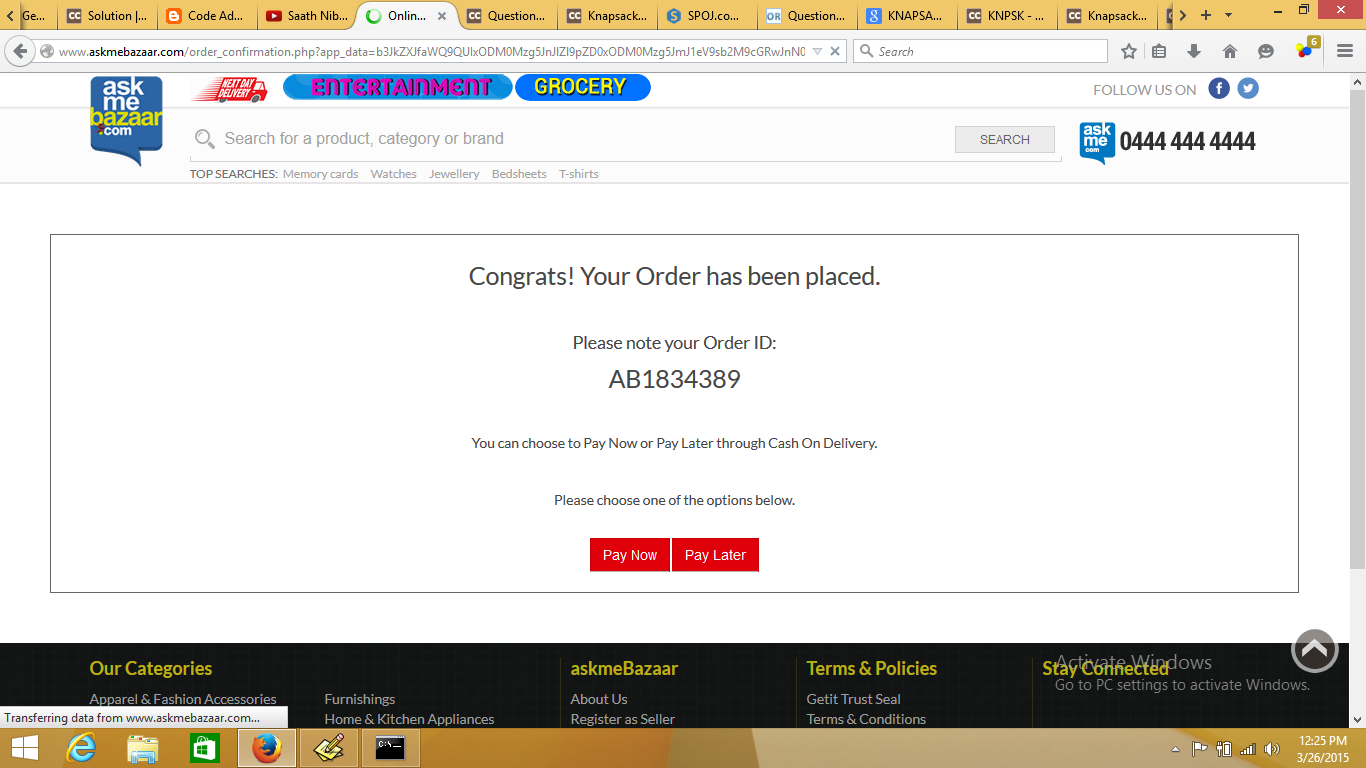 Ge...
Solution |...
Code Ad...
Saath Nib...
Onlin...
Question...
Knapsack...
SPOJ.co...
Question...
KNAPSA...
KNPSK - ...
Knapsack...
www.askmebazaar.com/order_confirmation.php?app_data=b3JkZXJfaWQ9QUIxODM0Mzg5JnJlZl9pZD0xODM0Mzg5JmJ1eV9sb2M9cGRwJnN0
Search
6
ask me bazaar .com
NEXT DAY DELIVERY
ENTERTAINMENT
GROCERY
FOLLOW US ON
Search for a product, category or brand
SEARCH
ask me .com
0444 444 4444
TOP SEARCHES: Memory cards Watches Jewellery Bedsheets T-shirts
Congrats! Your Order has been placed.
Please note your Order ID:
AB1834389
You can choose to Pay Now or Pay Later through Cash On Delivery.
Please choose one of the options below.
Pay Now
Pay Later
Our Categories
askmeBazaar
Terms & Policies
Stay Connected
Activate Windows
Go to PC settings to activate Windows.
Apparel & Fashion Accessories
Furnishings
About Us
Getit Trust Seal
Home & Kitchen Appliances
Register as Seller
Terms & Conditions
Transferring data from www.askmebazaar.com...
12:25 PM
3/26/2015